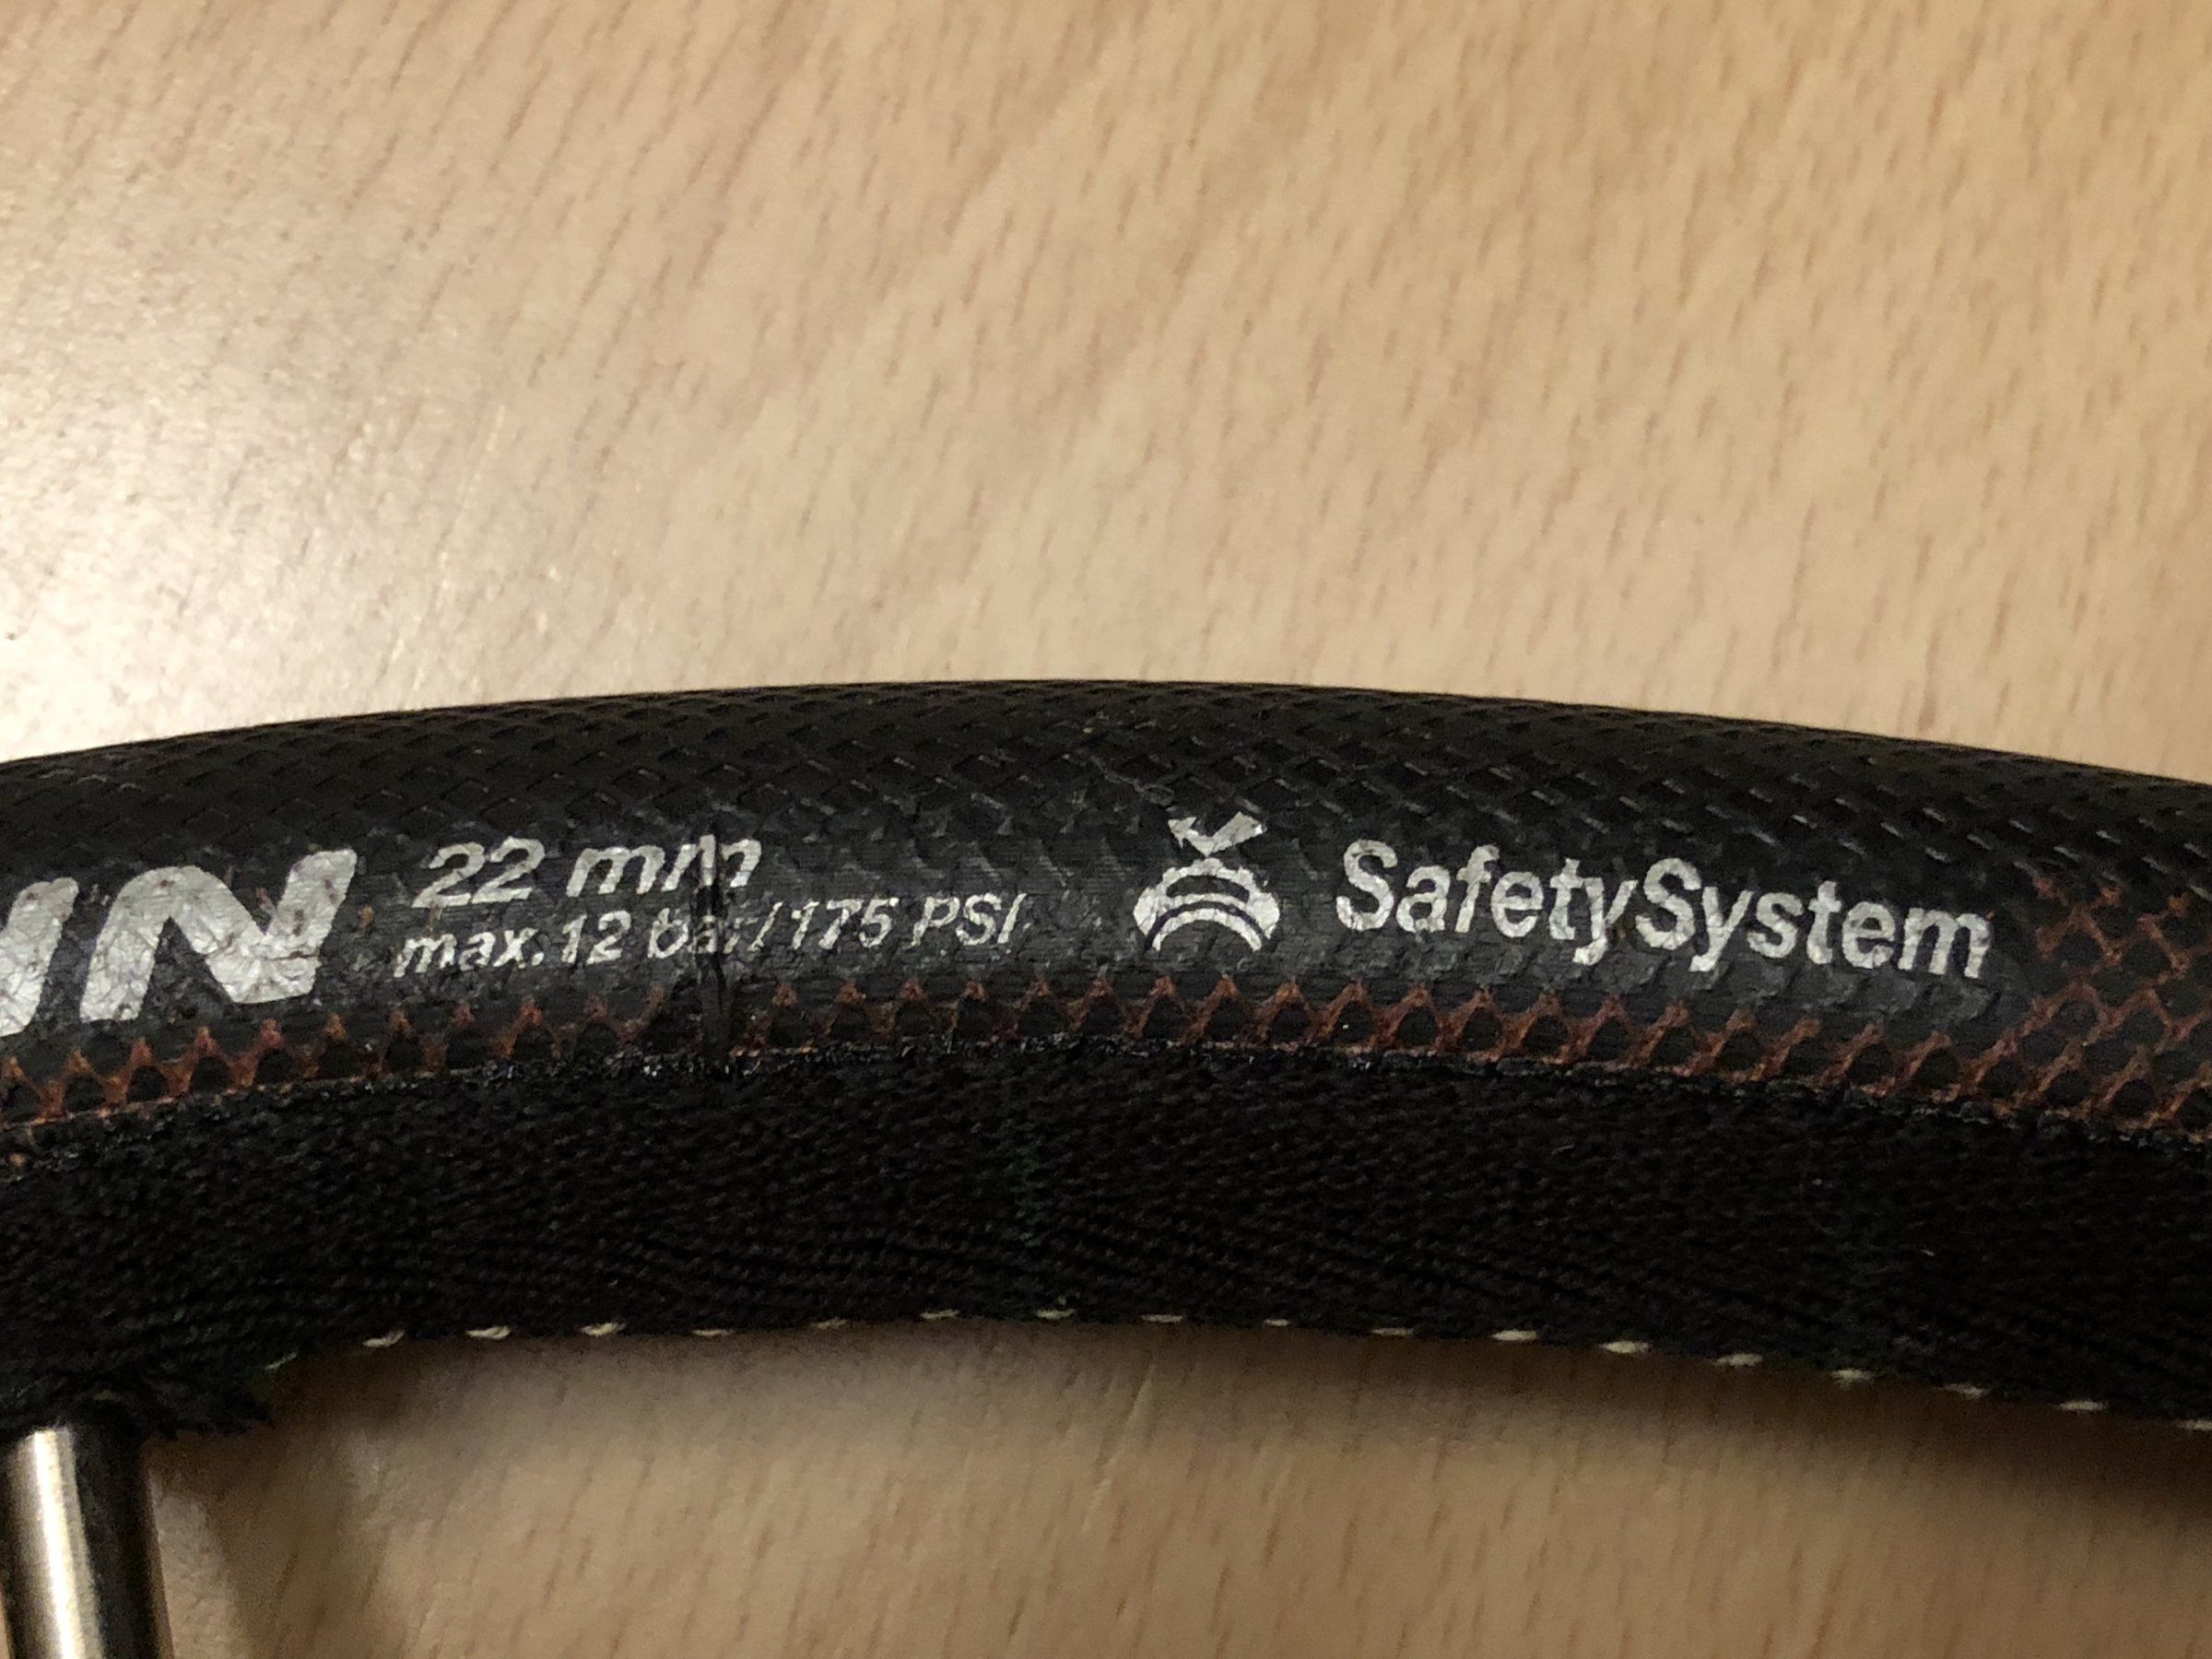 22 mm
max. 12 bar/175 PSI
SafetySystem